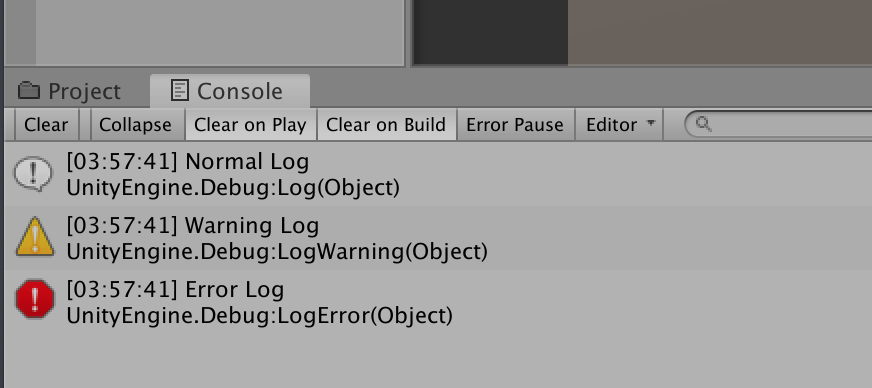 Project Console
Clear Collapse Clear on Play Clear on Build Error Pause Editor
[03:57:41] Normal Log
UnityEngine.Debug:Log(Object)
[03:57:41] Warning Log
UnityEngine.Debug:LogWarning(Object)
[03:57:41] Error Log
UnityEngine.Debug:LogError(Object)